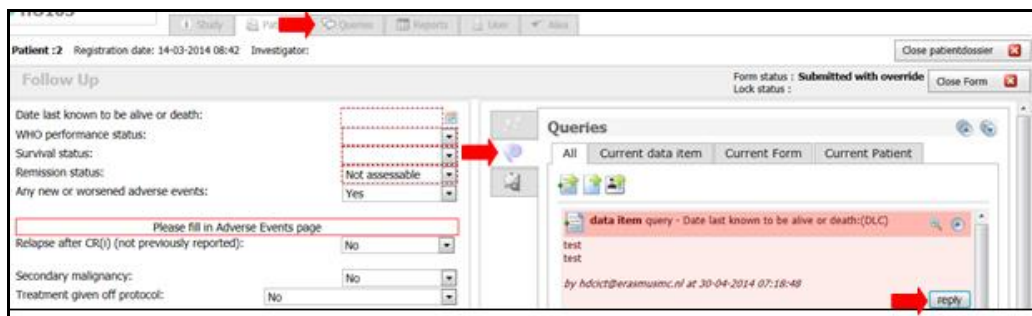 Study Patient Queries Reports User Alea
Patient :2 Registration date: 14-03-2014 08:42 Investigator: Close patientdossier
Follow Up
Form status : Submitted with override
Lock status :
Close Form
Date last known to be alive or death:
WHO performance status:
Survival status:
Remission status: Not assessable
Any new or worsened adverse events: Yes
Please fill in Adverse Events page
Relapse after CR(i) (not previously reported): No
Secondary malignancy: No
Treatment given off protocol: No
Queries
All Current data item Current Form Current Patient
data item query - Date last known to be alive or death:(DLC)
test
test
by hdcict@erasmusmc.nl at 30-04-2014 07:18:48
reply